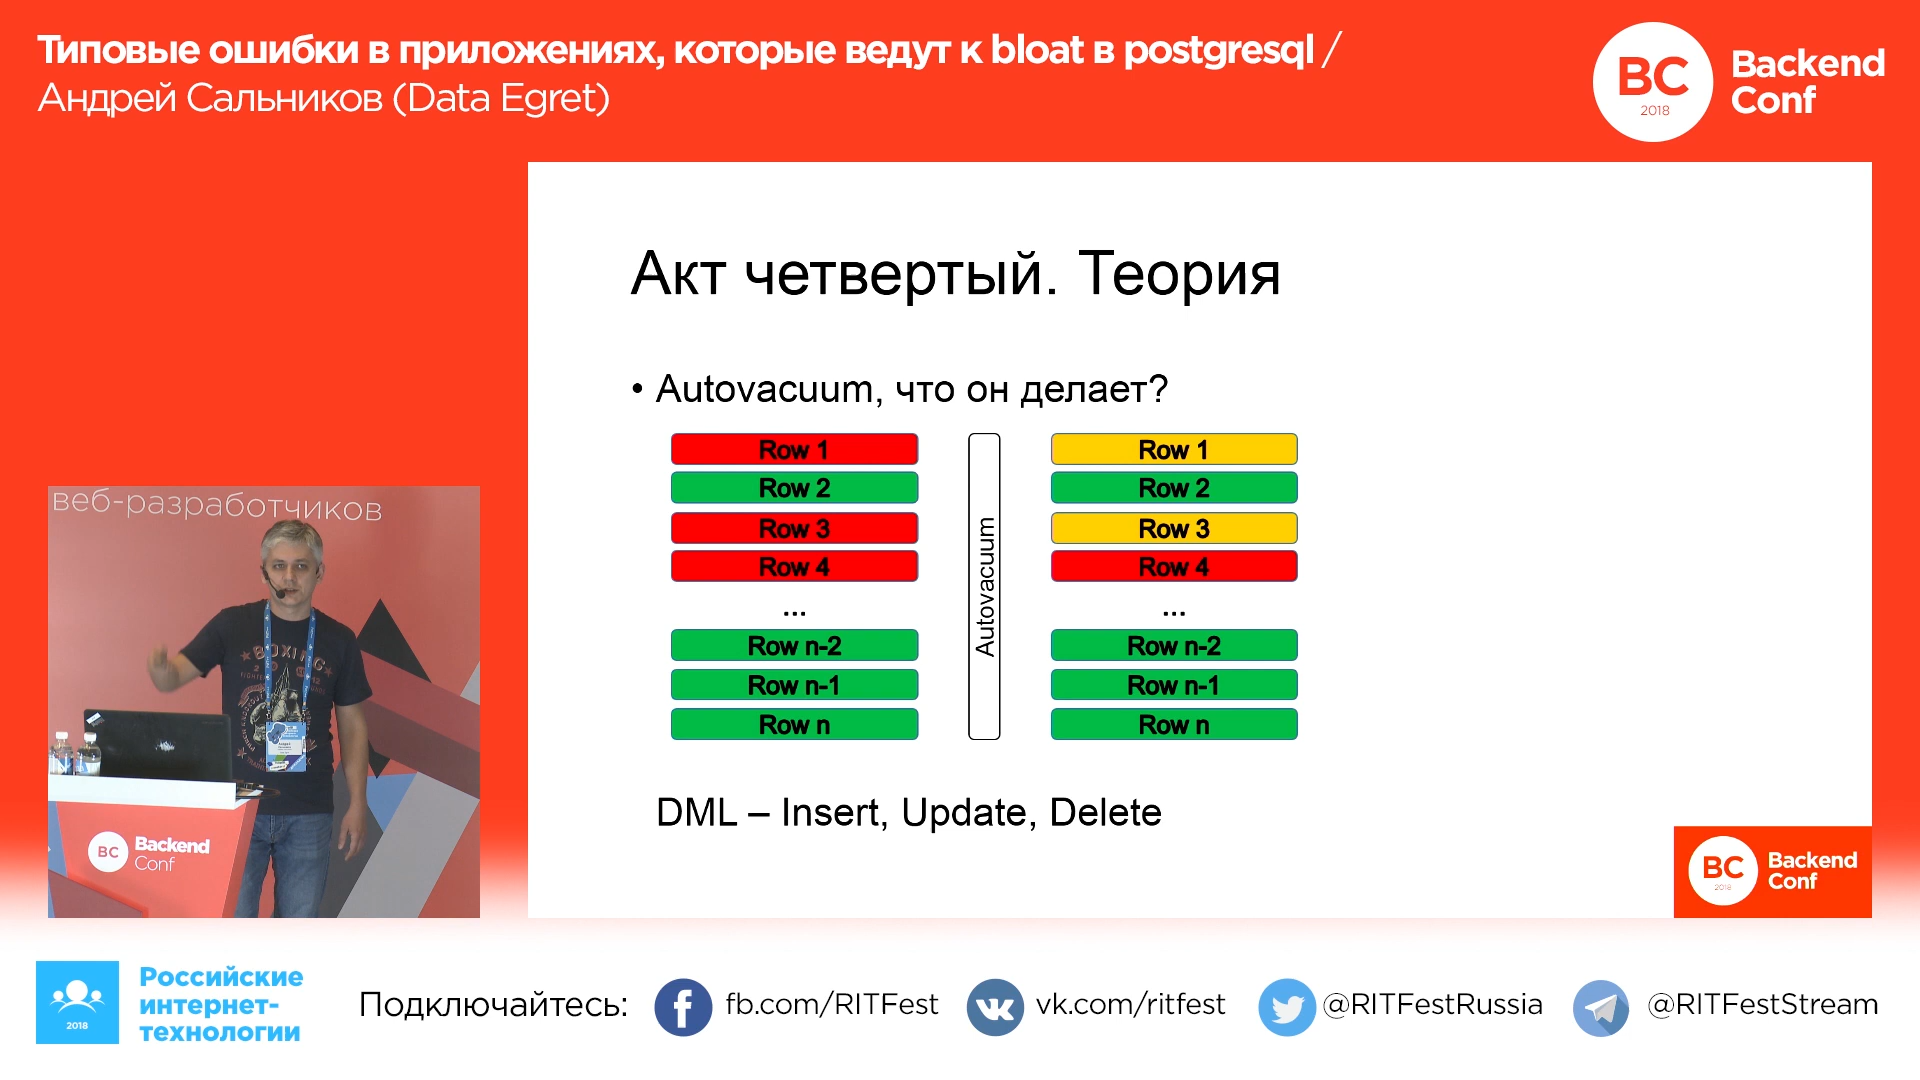 Типовые ошибки в приложениях, которые ведут к bloat в postgresql /
Андрей Сальников (Data Egret)
BC
2018
Backend
Conf
Акт четвертый. Теория
• Autovacuum, что он делает?
Row 1
Row 2
Row 3
Row 4
...
Row n-2
Row n-1
Row n
Autovacuum
Row 1
Row 2
Row 3
Row 4
...
Row n-2
Row n-1
Row n
DML – Insert, Update, Delete
BC
2018
Backend
Conf
веб-разработчиков
BOXING
BC
Backend
Conf
2018
Российские
интернет-
технологии
Подключайтесь:
fb.com/RITFest
vk.com/ritfest
@RITFestRussia
@RITFestStream